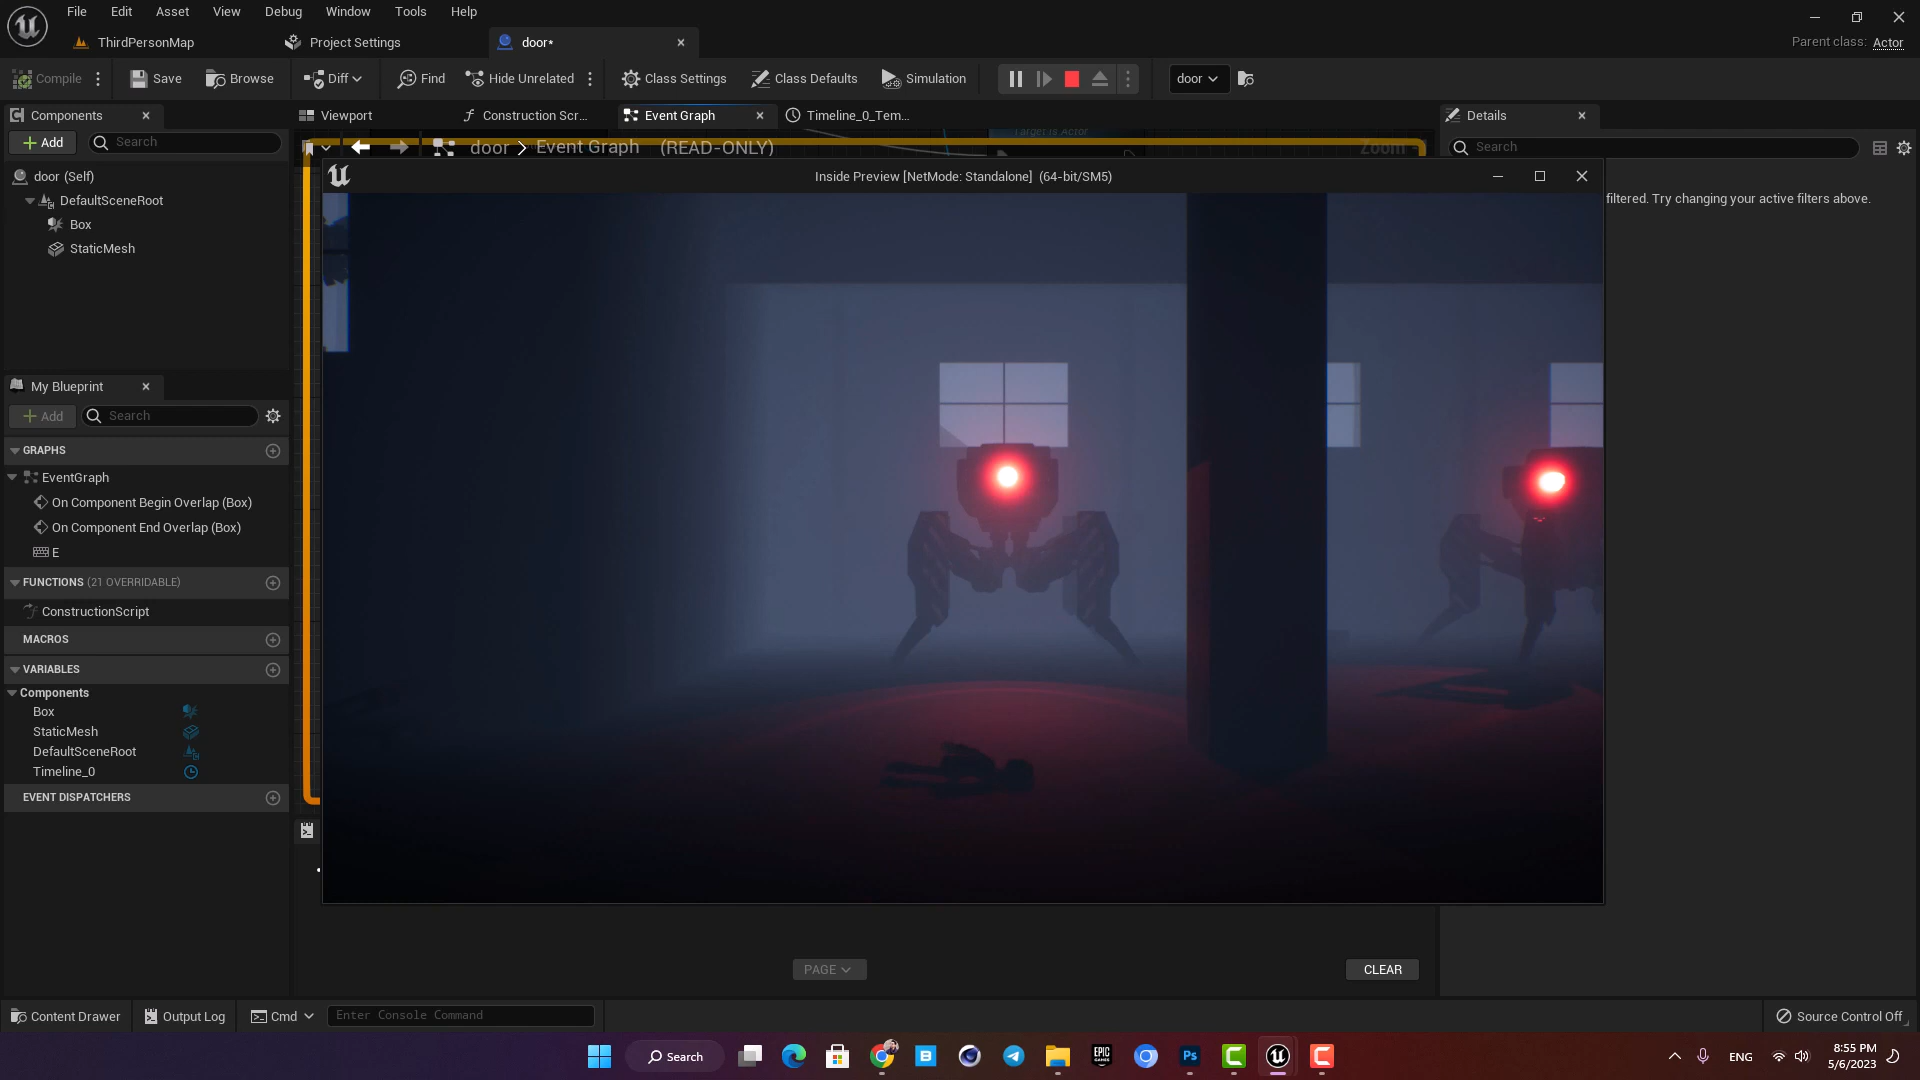 File Edit Asset View Debug Window Tools Help
ThirdPersonMap Project Settings door*
Parent class: Actor
Compile Save Browse Diff Find Hide Unrelated Class Settings Class Defaults Simulation door
Components Viewport Construction Scr... Event Graph Timeline_0_Tem... Details
Add Search
Target is Actor
door > Event Graph (READ-ONLY) Zoom
Search
Inside Preview [NetMode: Standalone] (64-bit/SM5)
door (Self)
DefaultSceneRoot
filtered. Try changing your active filters above.
Box
StaticMesh
My Blueprint
Add Search
GRAPHS
EventGraph
On Component Begin Overlap (Box)
On Component End Overlap (Box)
E
FUNCTIONS (21 OVERRIDABLE)
ConstructionScript
MACROS
VARIABLES
Components
Box
StaticMesh
DefaultSceneRoot
Timeline_0
EVENT DISPATCHERS
PAGE CLEAR
Content Drawer Output Log Cmd Enter Console Command Source Control Off
Search
EPIC GAMES
Ps
ENG
8:55 PM
5/6/2023